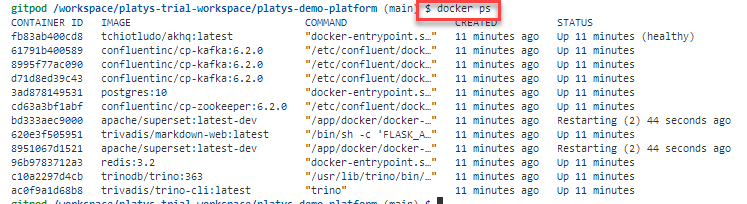 gitpod /workspace/platys-trial-workspace/platys-demo-platform (main) $ docker ps
CONTAINER ID   IMAGE                             COMMAND                  CREATED          STATUS
fb83ab400cd8   tchiotludo/akhq:latest            "docker-entrypoint.s…"   11 minutes ago   Up 11 minutes (healthy)
61791b400589   confluentinc/cp-kafka:6.2.0       "/etc/confluent/dock…"   11 minutes ago   Up 11 minutes
8995f77ac090   confluentinc/cp-kafka:6.2.0       "/etc/confluent/dock…"   11 minutes ago   Up 11 minutes
d71d8ed39c43   confluentinc/cp-kafka:6.2.0       "/etc/confluent/dock…"   11 minutes ago   Up 11 minutes
3ad878149531   postgres:10                       "docker-entrypoint.s…"   11 minutes ago   Up 11 minutes
cd63a3bf1abf   confluentinc/cp-zookeeper:6.2.0   "/etc/confluent/dock…"   11 minutes ago   Up 11 minutes
bd333aec9000   apache/superset:latest-dev        "/app/docker/docker-…"   11 minutes ago   Restarting (2) 44 seconds ago
620e3f505951   trivadis/markdown-web:latest      "/bin/sh -c 'FLASK_A…"   11 minutes ago   Up 11 minutes
8951067d1521   apache/superset:latest-dev        "/app/docker/docker-…"   11 minutes ago   Restarting (2) 44 seconds ago
96b9783712a3   redis:3.2                         "docker-entrypoint.s…"   11 minutes ago   Up 11 minutes
c10a2297d4cb   trinodb/trino:363                 "/usr/lib/trino/bin/…"   11 minutes ago   Up 11 minutes
ac0f9a1d68b8   trivadis/trino-cli:latest         "trino"                  11 minutes ago   Up 11 minutes
gitpod /workspace/platys-trial-workspace/platys-demo-platform (main) $